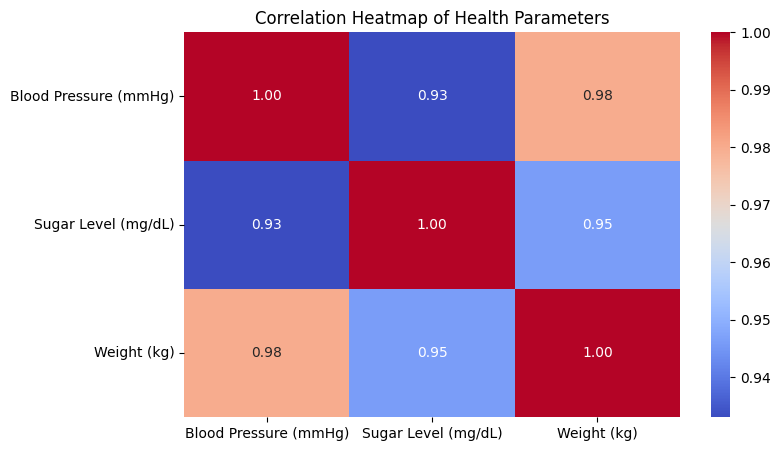 Correlation Heatmap of Health Parameters
Blood Pressure (mmHg)
1.00
0.93
0.98
Sugar Level (mg/dL)
0.93
1.00
0.95
Weight (kg)
0.98
0.95
1.00
Blood Pressure (mmHg)
Sugar Level (mg/dL)
Weight (kg)
1.00
0.99
0.98
0.97
0.96
0.95
0.94